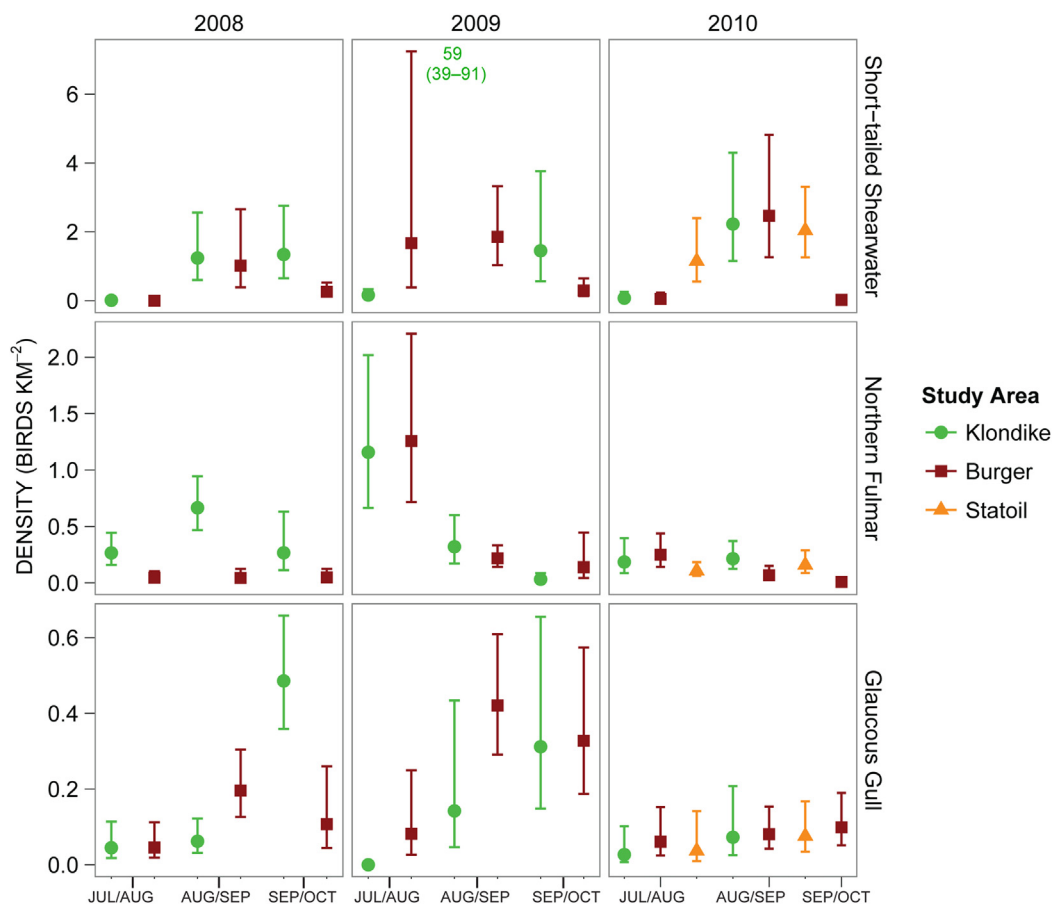 2008 2009 2010
59
(39–91)
6
4
2
0
Short−tailed Shearwater
DENSITY (BIRDS KM−2)
2.0
1.5
1.0
0.5
0.0
Northern Fulmar
0.6
0.4
0.2
0.0
Glaucous Gull
JUL/AUG AUG/SEP SEP/OCT JUL/AUG AUG/SEP SEP/OCT JUL/AUG AUG/SEP SEP/OCT
Study Area
Klondike
Burger
Statoil